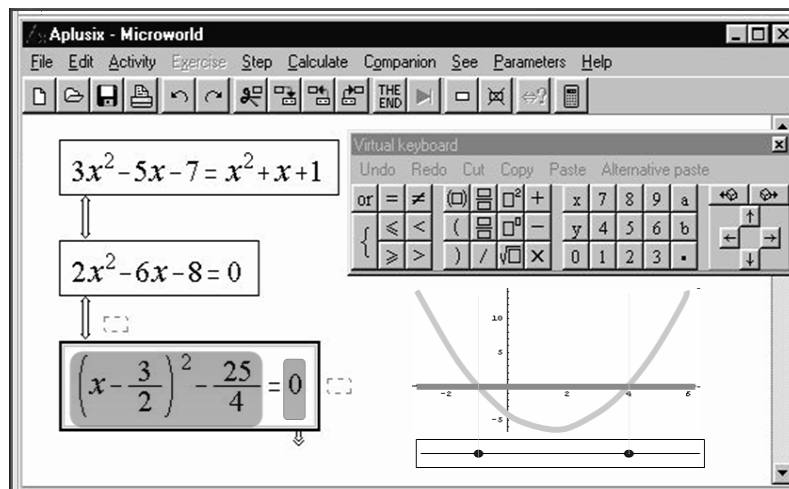 Aplusix - Microworld
File Edit Activity Exercise Step Calculate Companion See Parameters Help
THE END
3x² - 5x - 7 = x² + x + 1
Virtual keyboard
Undo Redo Cut Copy Paste Alternative paste
or = ≠ (□) □² + x 7 8 9 a
{ ⩽ < ( □^□ - y 4 5 6 b
⩾ > ) / √□ × 0 1 2 3 .
2x² - 6x - 8 = 0
(x - 3/2)² - 25/4 = 0
10
5
-2 2 4 6
-5